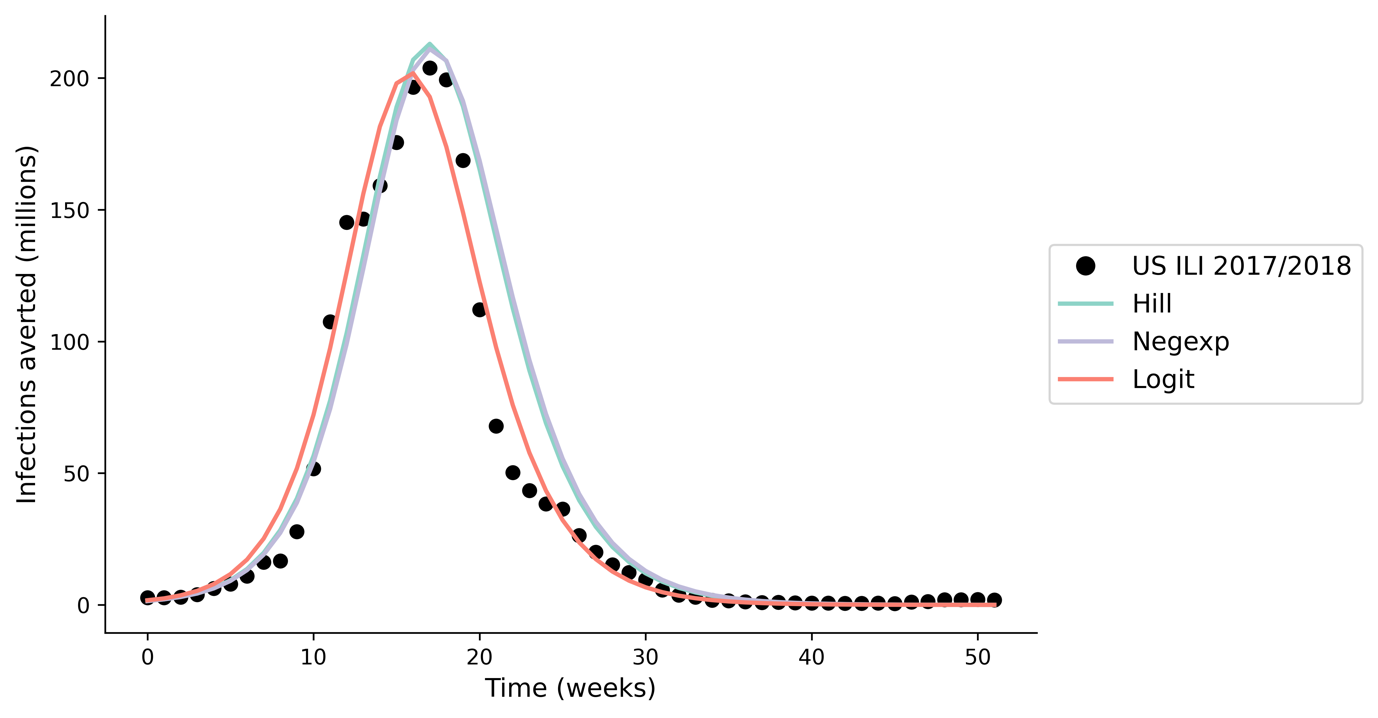 200
150
100
50
0
Infections averted (millions)
0 10 20 30 40 50
Time (weeks)
US ILI 2017/2018
Hill
Negexp
Logit